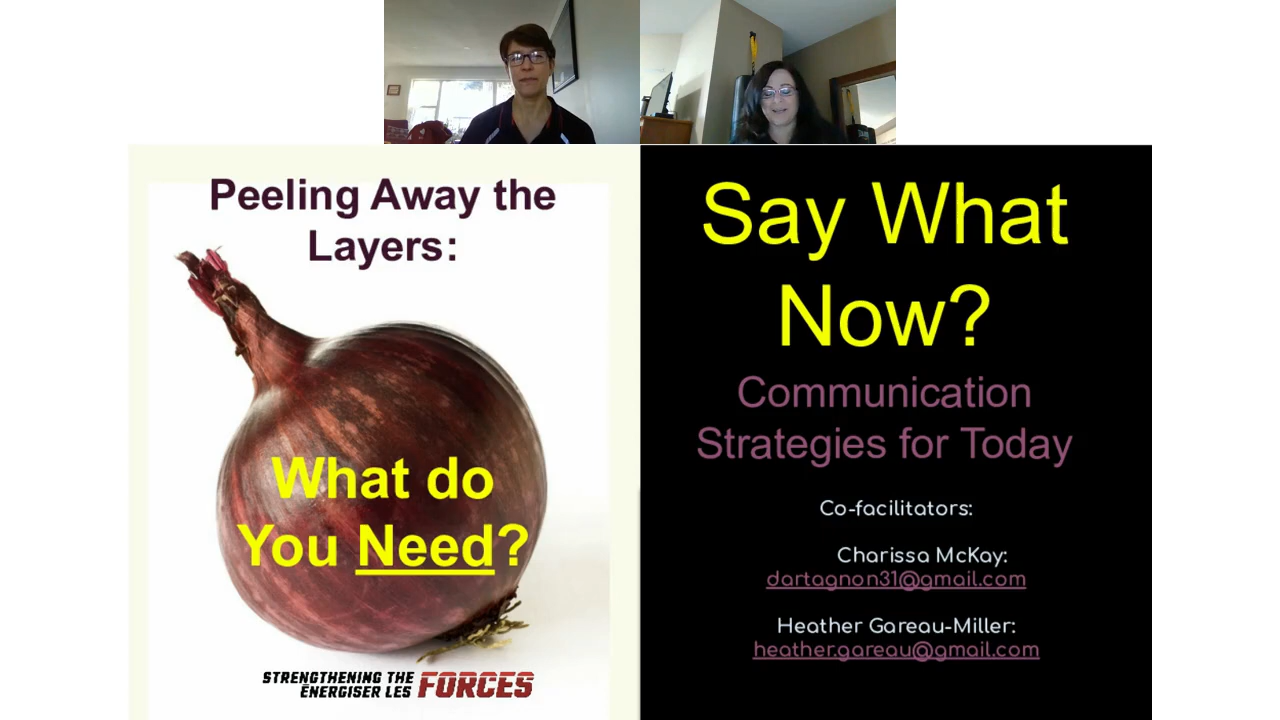 Peeling Away the
Layers:
What do
You Need?
STRENGTHENING THE
ÉNERGISER LES FORCES
Say What
Now?
Communication
Strategies for Today
Co-facilitators:
Charissa McKay:
dartagnon31@gmail.com
Heather Gareau-Miller:
heather.gareau@gmail.com